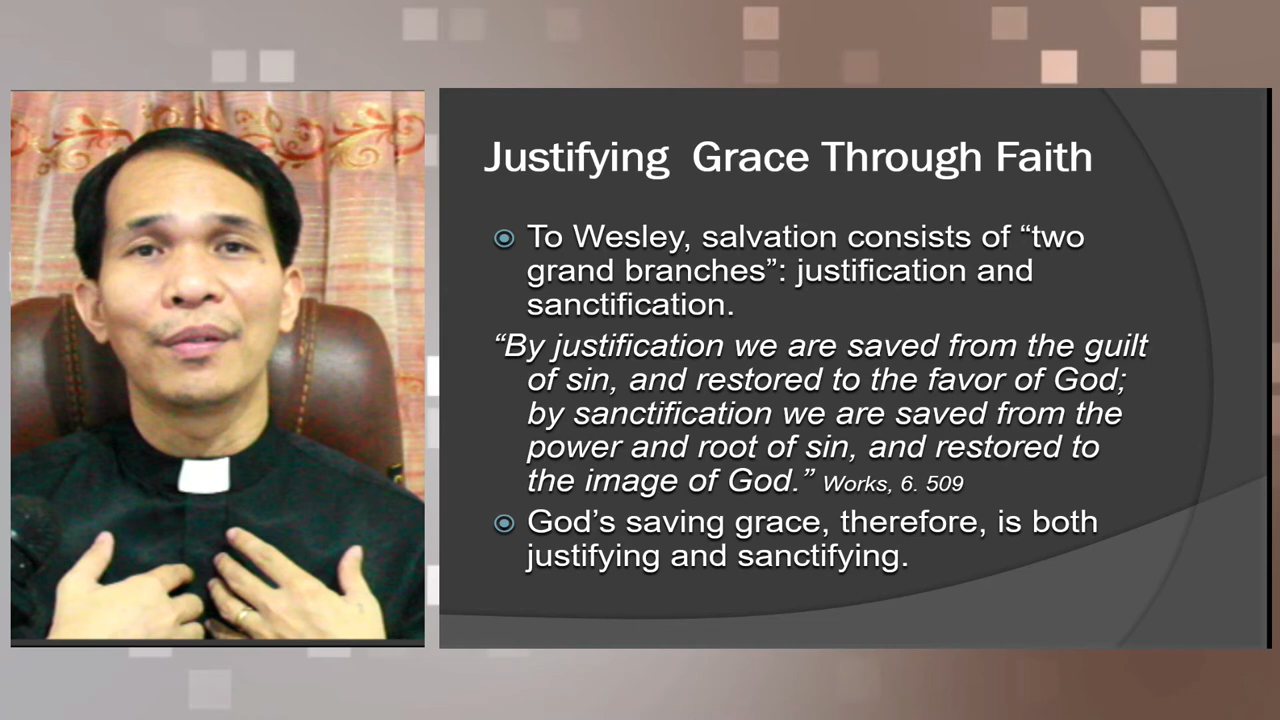 Justifying  Grace Through Faith
To Wesley, salvation consists of “two
grand branches”: justification and
sanctification.
“By justification we are saved from the guilt
of sin, and restored to the favor of God;
by sanctification we are saved from the
power and root of sin, and restored to
the image of God.” Works, 6. 509
God’s saving grace, therefore, is both
justifying and sanctifying.